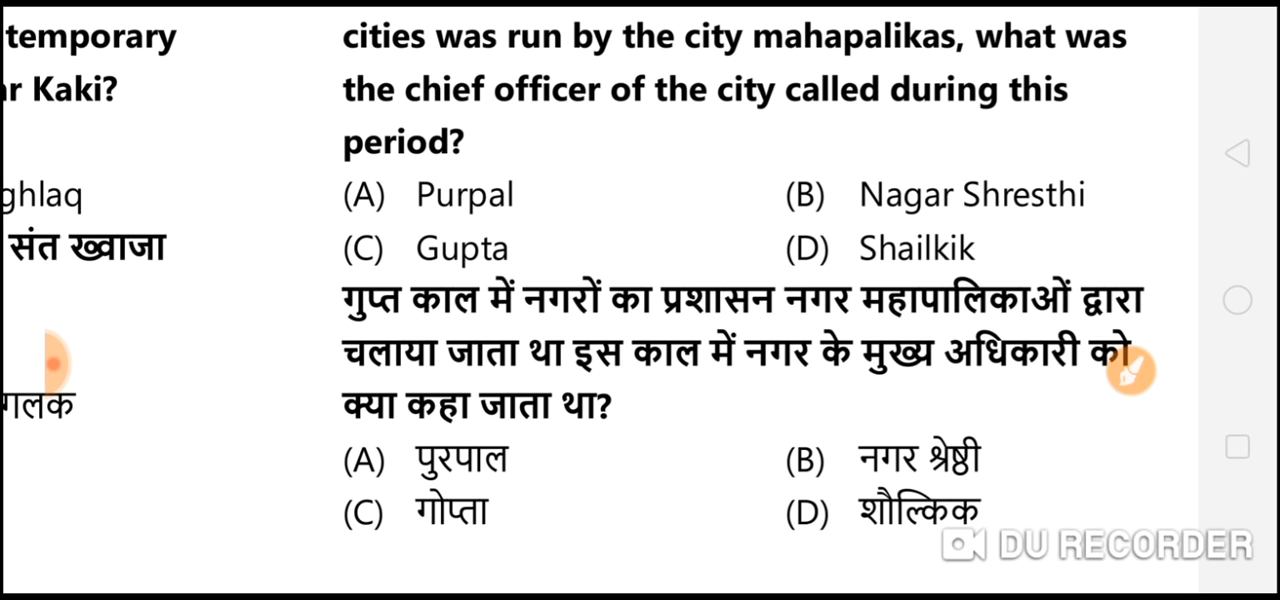 temporary
r Kaki?
ghlaq
संत ख्वाजा
गलक
cities was run by the city mahapalikas, what was
the chief officer of the city called during this
period?
(A) Purpal (B) Nagar Shresthi
(C) Gupta (D) Shailkik
गुप्त काल में नगरों का प्रशासन नगर महापालिकाओं द्वारा
चलाया जाता था इस काल में नगर के मुख्य अधिकारी को
क्या कहा जाता था?
(A) पुरपाल (B) नगर श्रेष्ठी
(C) गोप्ता (D) शौल्किक
DU RECORDER